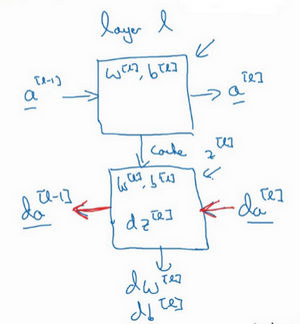 layer l
w^[l], b^[l]
a^[l-1]
a^[l]
cache z^[l]
w^[l], b^[l]
da^[l-1]
dz^[l]
da^[l]
dw^[l]
db^[l]